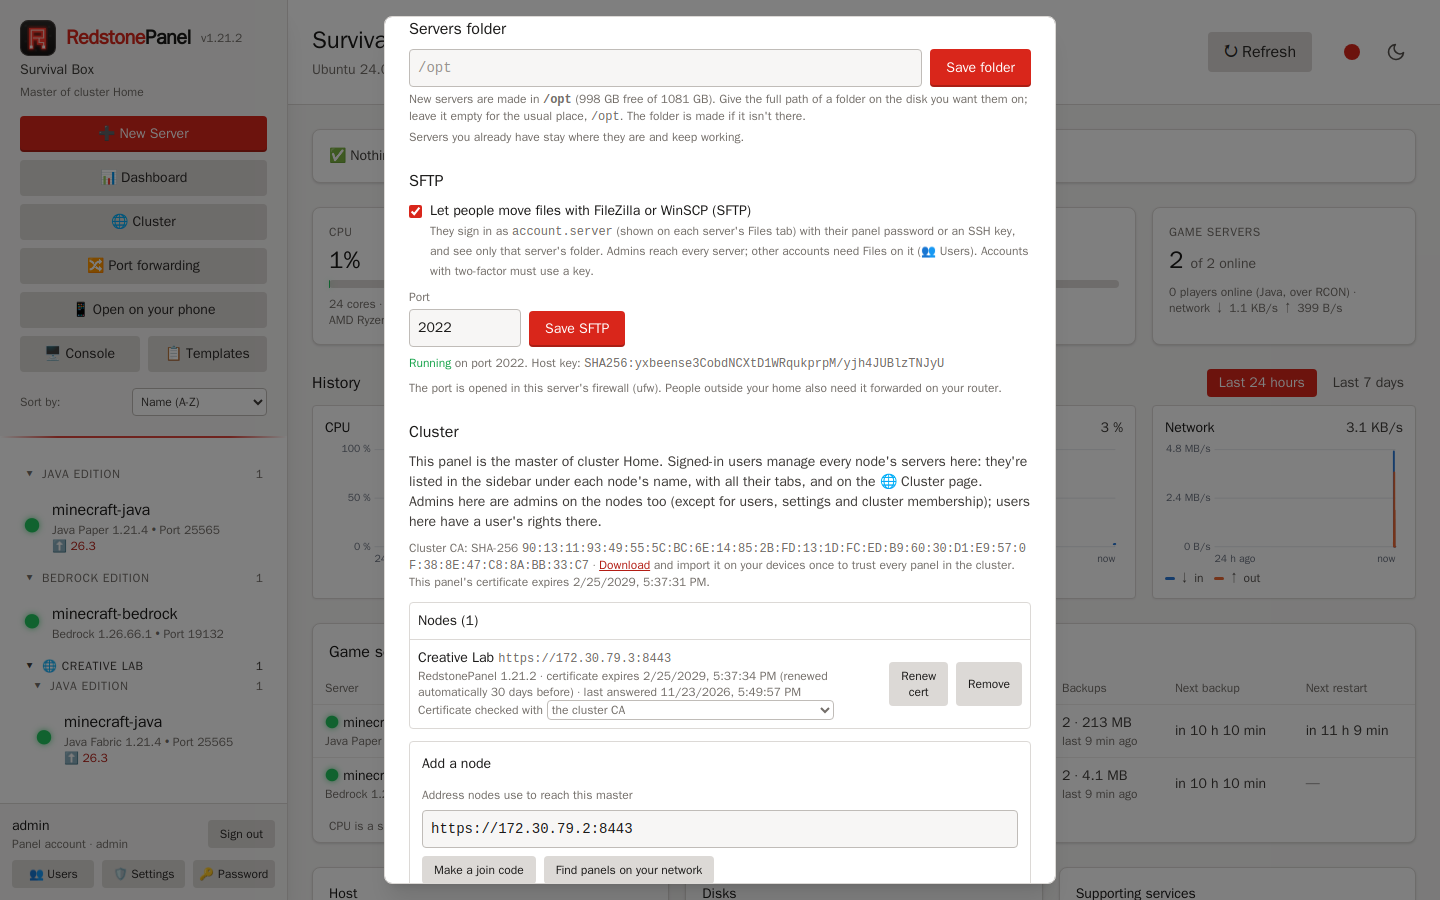 RedstonePanel v1.21.2
Survival Box
Master of cluster Home
➕ New Server
📊 Dashboard
🌐 Cluster
🔀 Port forwarding
📱 Open on your phone
🖥️ Console
📋 Templates
Sort by:
Name (A-Z)
▼ JAVA EDITION 1
minecraft-java
Java Paper 1.21.4 • Port 25565
⬆️ 26.3
▼ BEDROCK EDITION 1
minecraft-bedrock
Bedrock 1.26.66.1 • Port 19132
▼ 🌐 CREATIVE LAB 1
▼ JAVA EDITION 1
minecraft-java
Java Fabric 1.21.4 • Port 25565
⬆️ 26.3
admin
Panel account · admin
Sign out
👥 Users
🛡️ Settings
🔑 Password
Ubuntu 24.
↻ Refresh
CPU
1%
24 cores ·
GAME SERVERS
2 of 2 online
0 players online (Java, over RCON) ·
network ↓ 1.1 KB/s ↑ 399 B/s
History
Last 24 hours
Last 7 days
CPU
3 %
100 %
50 %
0 %
now
Network
3.1 KB/s
4.8 MB/s
2.4 MB/s
0 B/s
24 h ago
now
↓ in
↑ out
Server
Backups
Next backup
Next restart
Java Paper
2 · 213 MB
last 9 min ago
in 10 h 10 min
in 11 h 9 min
2 · 4.1 MB
last 9 min ago
in 10 h 10 min
—
CPU is a s
Host
Disks
Supporting services
Servers folder
/opt
Save folder
New servers are made in /opt (998 GB free of 1081 GB). Give the full path of a folder on the disk you want them on;
leave it empty for the usual place, /opt. The folder is made if it isn't there.
Servers you already have stay where they are and keep working.
SFTP
Let people move files with FileZilla or WinSCP (SFTP)
They sign in as account.server (shown on each server's Files tab) with their panel password or an SSH key,
and see only that server's folder. Admins reach every server; other accounts need Files on it (👥 Users). Accounts
with two-factor must use a key.
Port
2022
Save SFTP
Running on port 2022. Host key: SHA256:yxbeense3CobdNCXtD1WRqukprpM/yjh4JUBlzTNJyU
The port is opened in this server's firewall (ufw). People outside your home also need it forwarded on your router.
Cluster
This panel is the master of cluster Home. Signed-in users manage every node's servers here: they're
listed in the sidebar under each node's name, with all their tabs, and on the 🌐 Cluster page.
Admins here are admins on the nodes too (except for users, settings and cluster membership); users
here have a user's rights there.
Cluster CA: SHA-256 90:13:11:93:49:55:5C:BC:6E:14:85:2B:FD:13:1D:FC:ED:B9:60:30:D1:E9:57:0
F:38:8E:47:C8:8A:BB:33:C7 · Download and import it on your devices once to trust every panel in the cluster.
This panel's certificate expires 2/25/2029, 5:37:31 PM.
Nodes (1)
Creative Lab https://172.30.79.3:8443
RedstonePanel 1.21.2 · certificate expires 2/25/2029, 5:37:34 PM (renewed
automatically 30 days before) · last answered 11/23/2026, 5:49:57 PM
Certificate checked with the cluster CA
Renew
cert
Remove
Add a node
Address nodes use to reach this master
https://172.30.79.2:8443
Make a join code
Find panels on your network